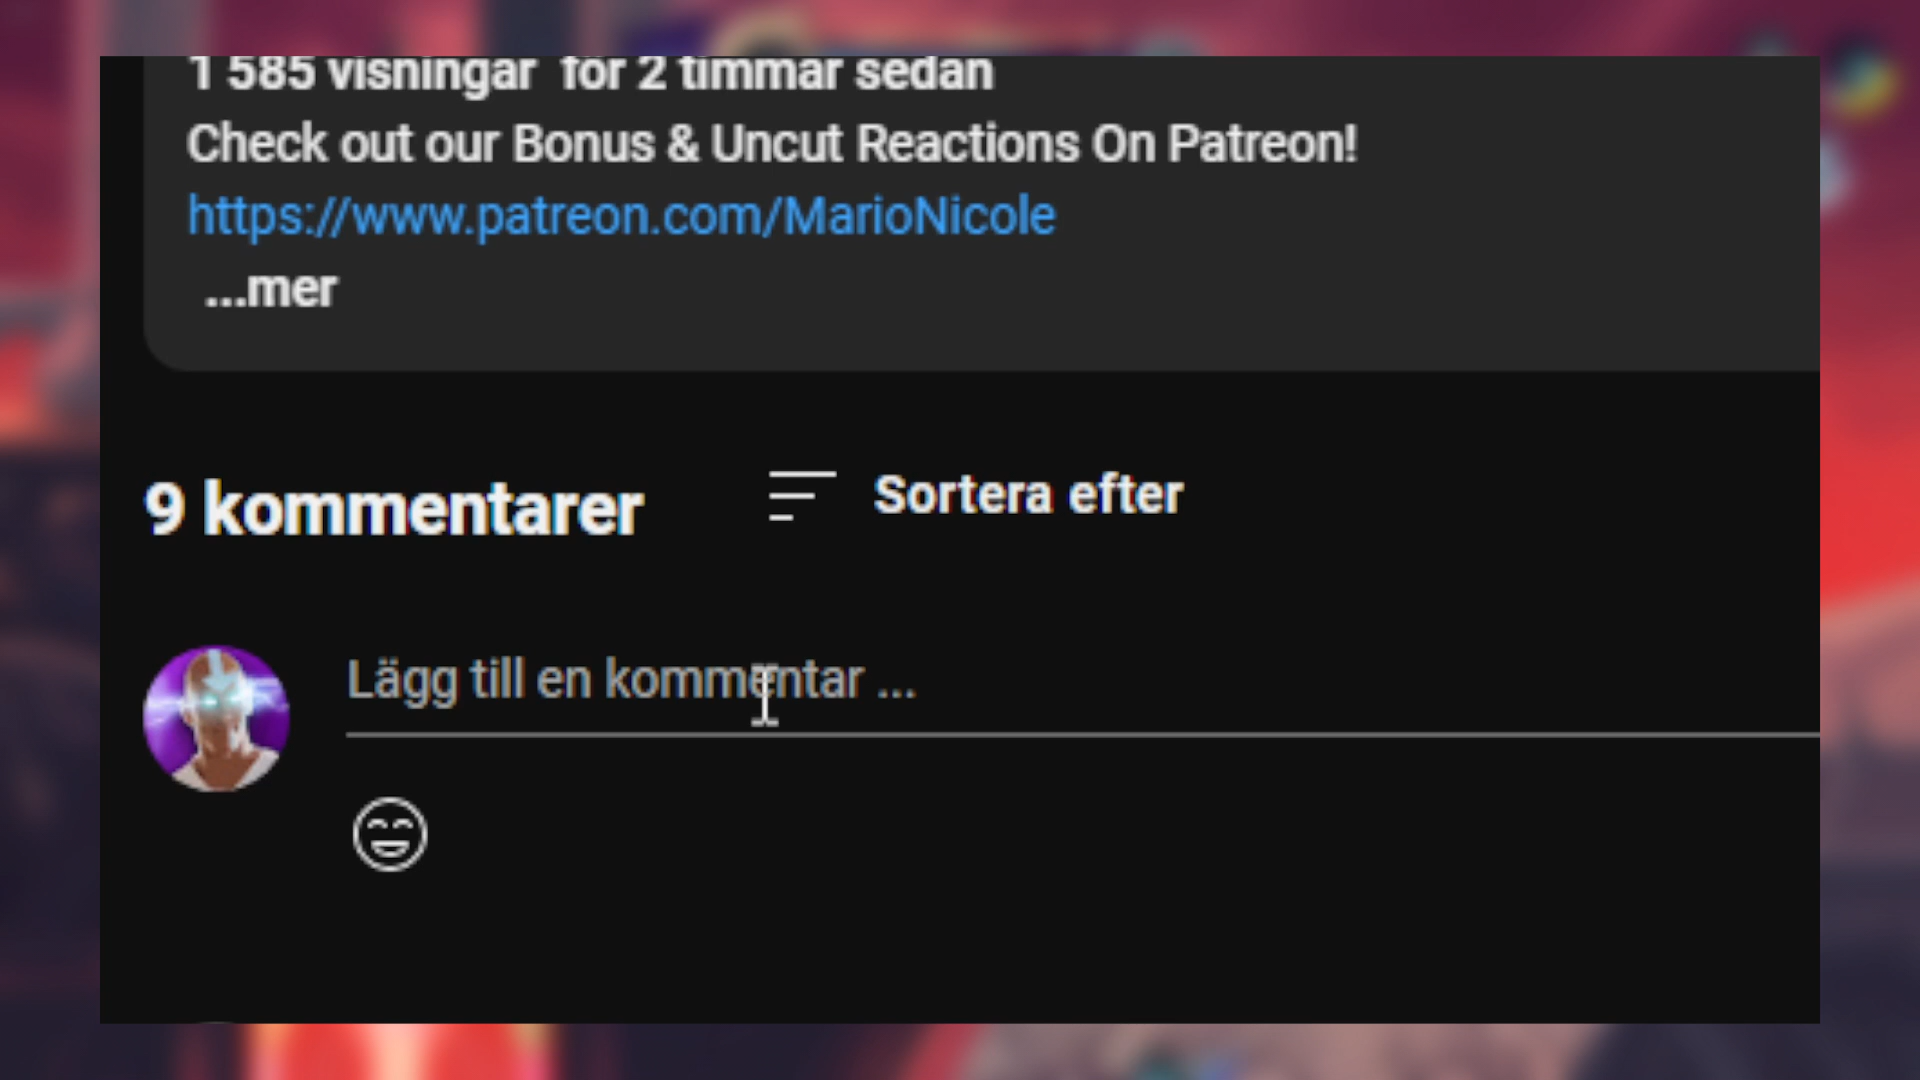 1 585 visningar för 2 timmar sedan
Check out our Bonus & Uncut Reactions On Patreon!
https://www.patreon.com/MarioNicole
...mer
9 kommentarer
Sortera efter
Lägg till en kommentar ...